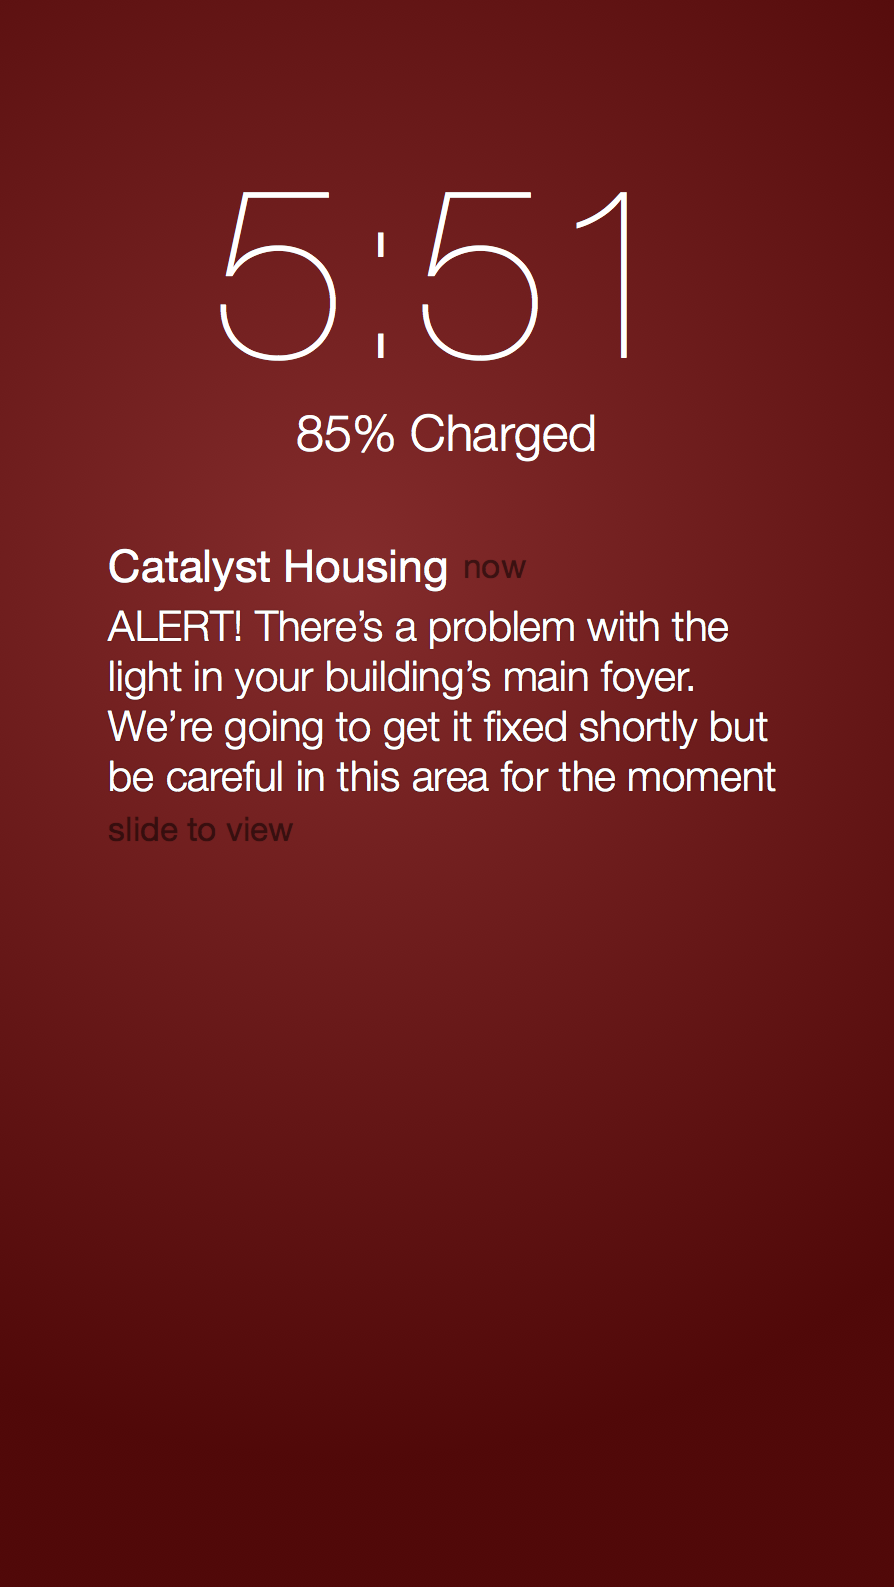 5:51
85% Charged
Catalyst Housing now
ALERT! There’s a problem with the
light in your building’s main foyer.
We’re going to get it fixed shortly but
be careful in this area for the moment
slide to view